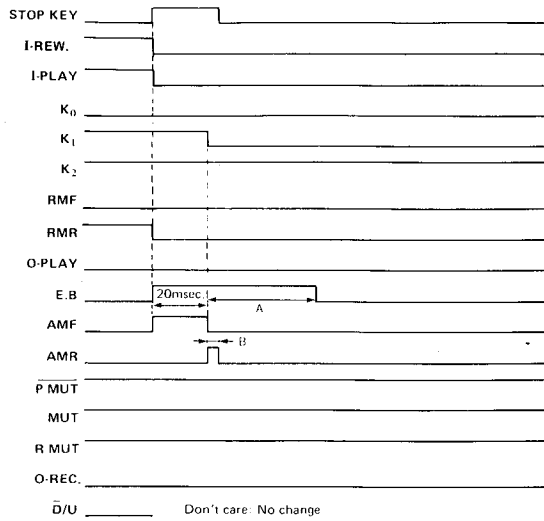 STOP KEY
I-REW.
I-PLAY
K₀
K₁
K₂
RMF
RMR
O-PLAY
E.B 20msec. A
AMF
B
AMR
P MUT
MUT
R MUT
O-REC.
D̄/U Don't care: No change